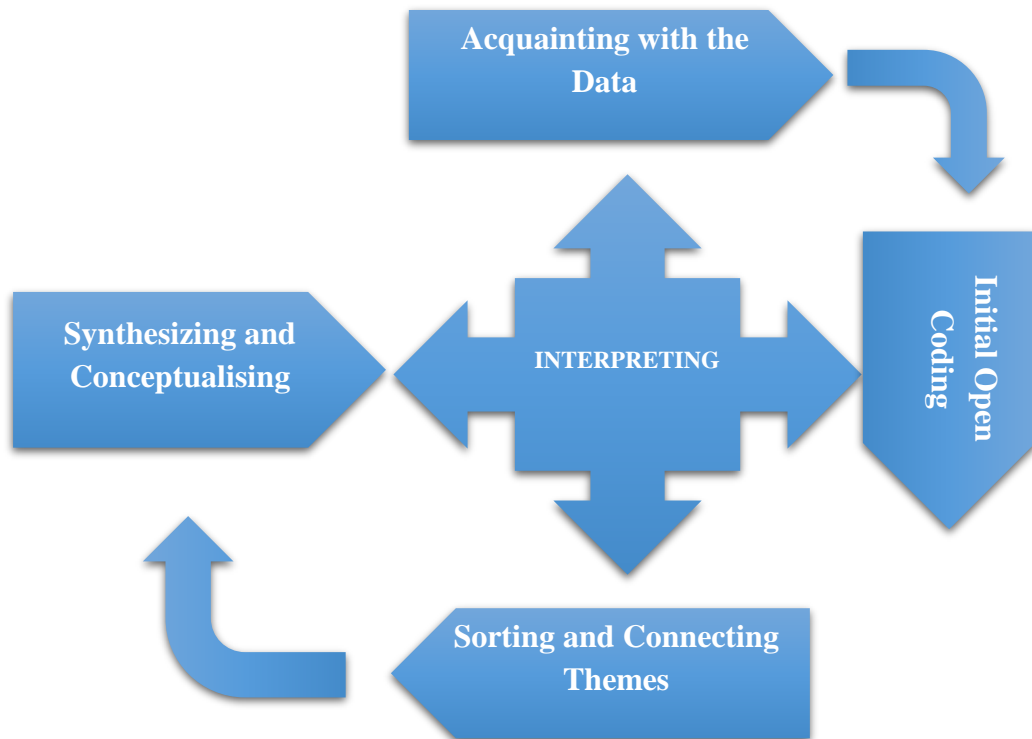 Acquainting with the
Data
Initial Open
Coding
Synthesizing and
Conceptualising
INTERPRETING
Sorting and Connecting
Themes